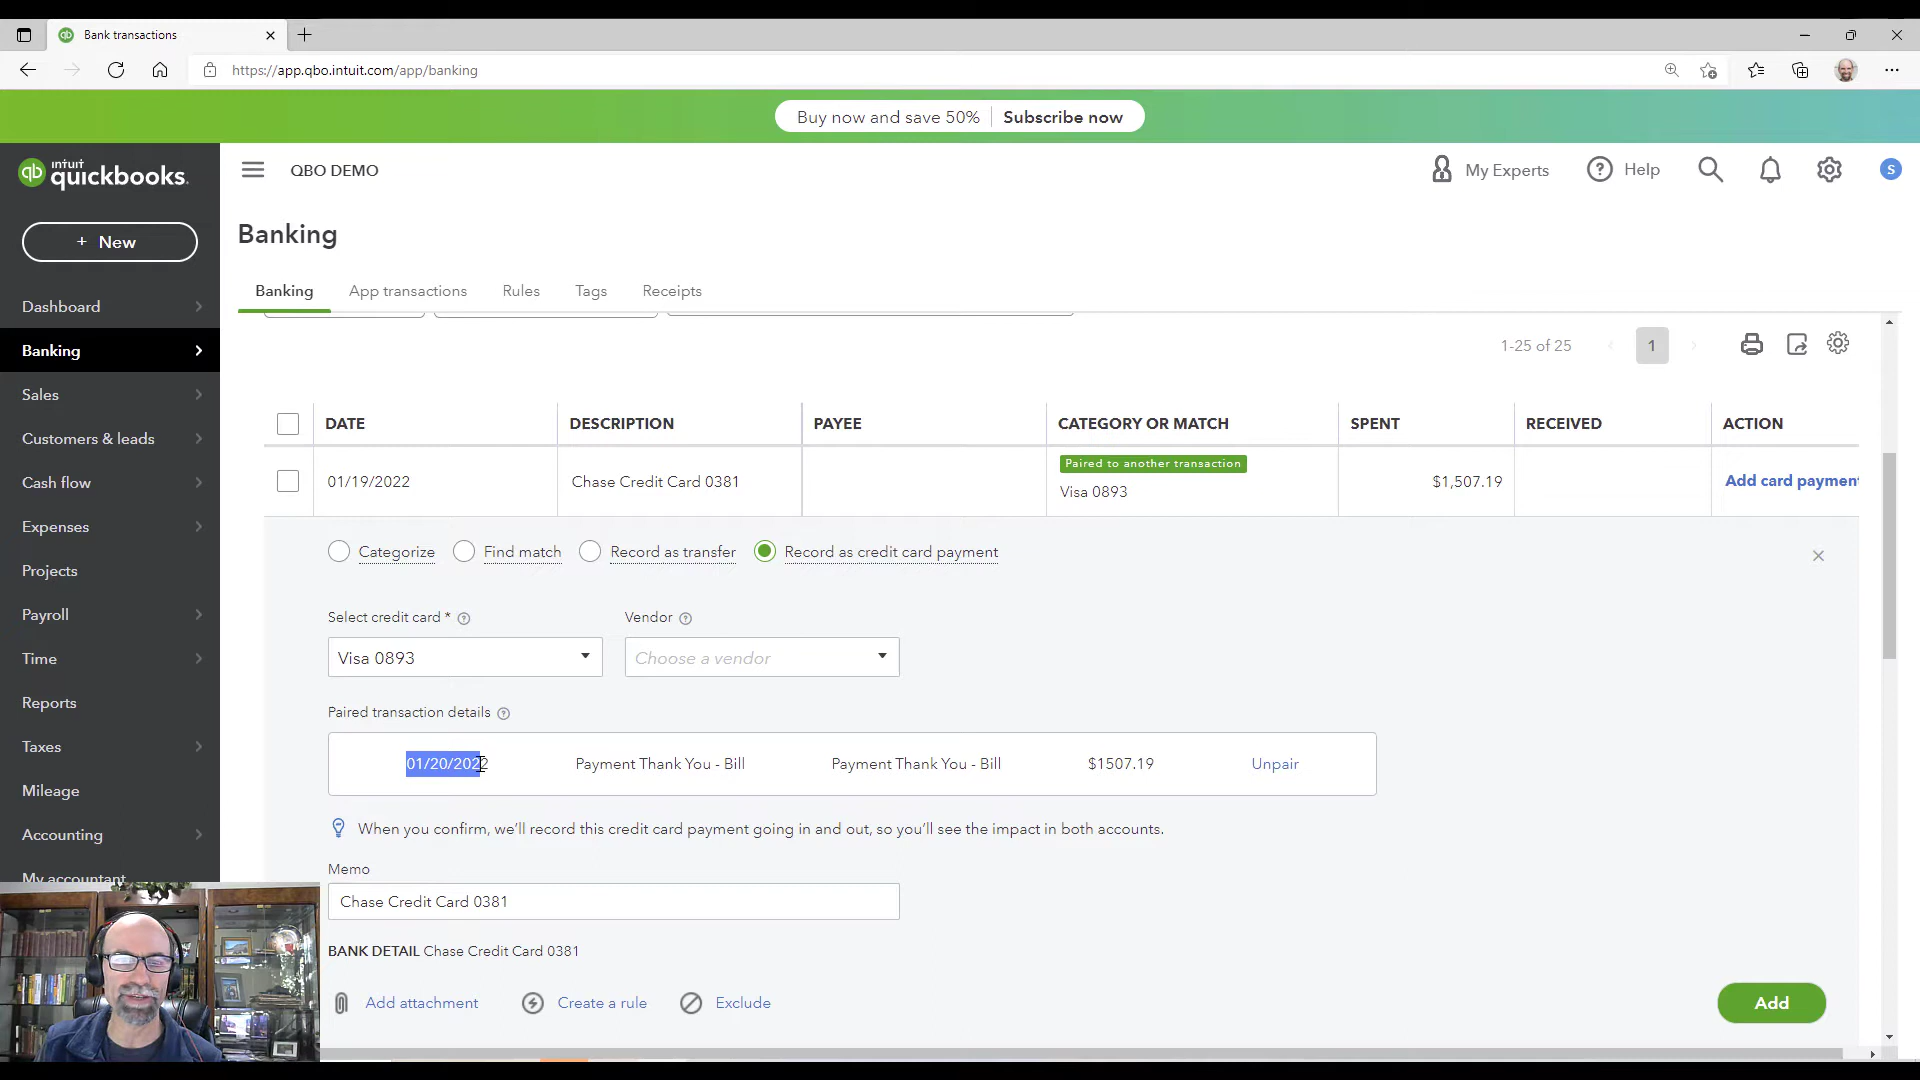 Bank transactions
https://app.qbo.intuit.com/app/banking
Buy now and save 50% Subscribe now
intuit quickbooks.
QBO DEMO
My Experts
Help
S
+ New
Banking
Banking App transactions Rules Tags Receipts
Dashboard
Banking
Sales
Customers & leads
Cash flow
Expenses
Projects
Payroll
Time
Reports
Taxes
Mileage
Accounting
My accountant
1-25 of 25
1
DATE DESCRIPTION PAYEE CATEGORY OR MATCH SPENT RECEIVED ACTION
Paired to another transaction
01/19/2022 Chase Credit Card 0381 Visa 0893 $1,507.19 Add card payment
Categorize Find match Record as transfer Record as credit card payment
Select credit card * Vendor
Visa 0893 Choose a vendor
Paired transaction details
01/20/2022 Payment Thank You - Bill Payment Thank You - Bill $1507.19 Unpair
When you confirm, we'll record this credit card payment going in and out, so you'll see the impact in both accounts.
Memo
Chase Credit Card 0381
BANK DETAIL Chase Credit Card 0381
Add attachment Create a rule Exclude
Add